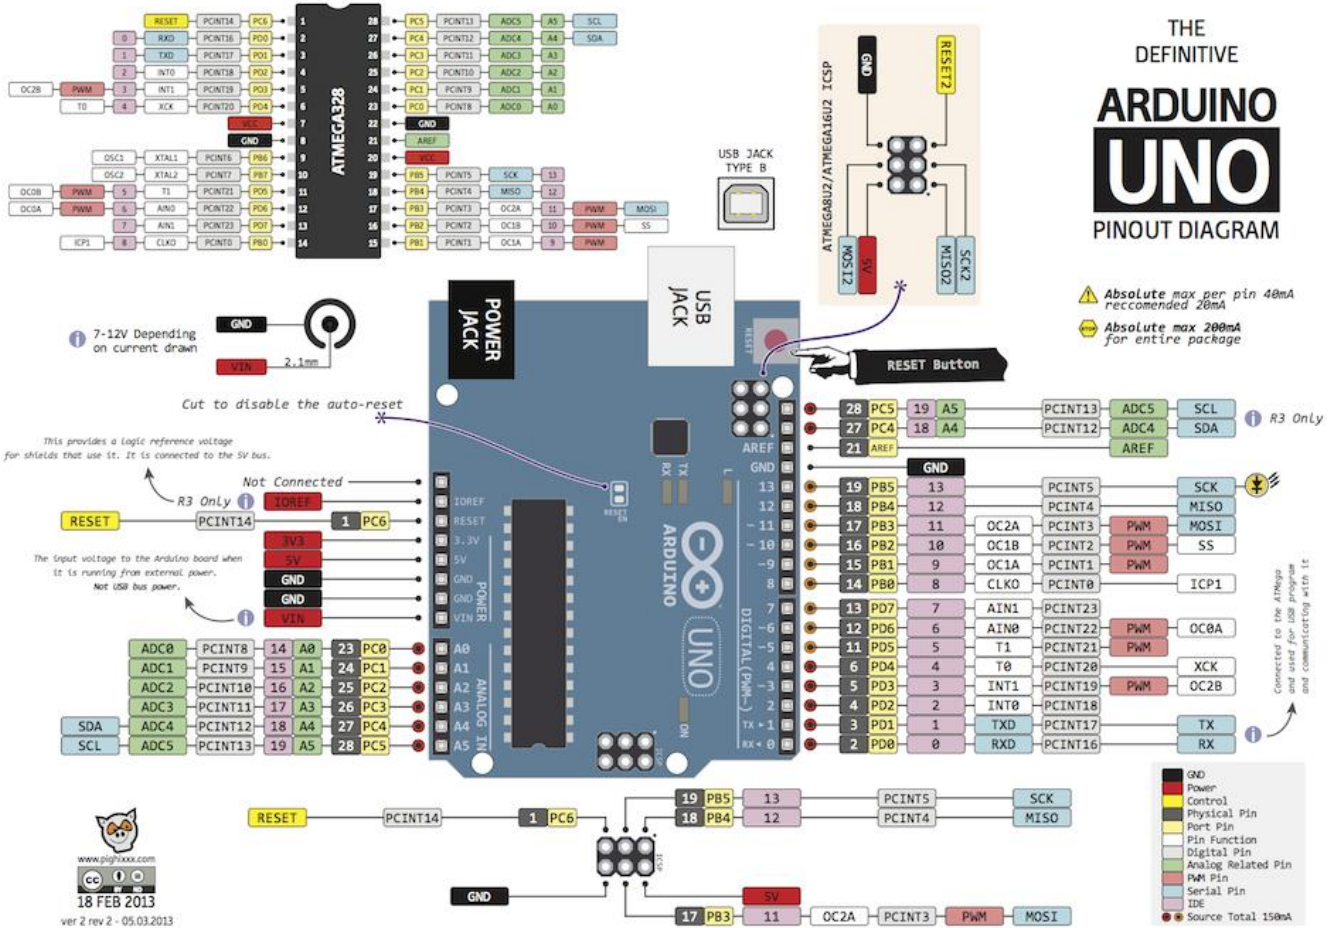 THE
DEFINITIVE
ARDUINO
UNO
PINOUT DIAGRAM
Absolute max per pin 40mA
reccomended 20mA
STOP
Absolute max 200mA
for entire package
ATMEGA328
RESET PCINT14 PC6 1
0 RXD PCINT16 PD0 2
1 TXD PCINT17 PD1 3
2 INT0 PCINT18 PD2 4
OC2B PWM 3 INT1 PCINT19 PD3 5
T0 4 XCK PCINT20 PD4 6
VCC 7
GND 8
OSC1 XTAL1 PCINT6 PB6 9
OSC2 XTAL2 PCINT7 PB7 10
OC0B PWM 5 T1 PCINT21 PD5 11
OC0A PWM 6 AIN0 PCINT22 PD6 12
7 AIN1 PCINT23 PD7 13
ICP1 8 CLKO PCINT0 PB0 14
28 PC5 PCINT13 ADC5 A5 SCL
27 PC4 PCINT12 ADC4 A4 SDA
26 PC3 PCINT11 ADC3 A3
25 PC2 PCINT10 ADC2 A2
24 PC1 PCINT9 ADC1 A1
23 PC0 PCINT8 ADC0 A0
22 GND
21 AREF
20 VCC
19 PB5 PCINT5 SCK 13
18 PB4 PCINT4 MISO 12
17 PB3 PCINT3 OC2A 11 PWM MOSI
16 PB2 PCINT2 OC1B 10 PWM SS
15 PB1 PCINT1 OC1A 9 PWM
USB JACK
TYPE B
ATMEGA8U2/ATMEGA16U2 ICSP
GND
RESET2
MOSI2
5V
MISO2
SCK2
7-12V Depending
on current drawn
GND
VIN
2.1mm
POWER
JACK
USB
JACK
RESET
RESET Button
Cut to disable the auto-reset
This provides a logic reference voltage
for shields that use it. It is connected to the 5V bus.
Not Connected
R3 Only IOREF
RESET PCINT14 1 PC6
3V3
5V
GND
GND
VIN
The input voltage to the Arduino board when
it is running from external power.
Not USB bus power.
ADC0 PCINT8 14 A0 23 PC0
ADC1 PCINT9 15 A1 24 PC1
ADC2 PCINT10 16 A2 25 PC2
ADC3 PCINT11 17 A3 26 PC3
SDA ADC4 PCINT12 18 A4 27 PC4
SCL ADC5 PCINT13 19 A5 28 PC5
IOREF
RESET
3.3V
5V
GND
GND
VIN
POWER
A0
A1
A2
A3
A4
A5
ANALOG IN
RESET
EN
RX
TX
L
ARDUINO
UNO
ON
ICSP
AREF
GND
13
12
~11
~10
~9
8
7
~6
~5
4
~3
2
TX ▸ 1
RX ◂ 0
DIGITAL (PWM~)
28 PC5 19 A5 PCINT13 ADC5 SCL
27 PC4 18 A4 PCINT12 ADC4 SDA
R3 Only
21 AREF AREF
GND
19 PB5 13 PCINT5 SCK
18 PB4 12 PCINT4 MISO
17 PB3 11 OC2A PCINT3 PWM MOSI
16 PB2 10 OC1B PCINT2 PWM SS
15 PB1 9 OC1A PCINT1 PWM
14 PB0 8 CLKO PCINT0 ICP1
13 PD7 7 AIN1 PCINT23
12 PD6 6 AIN0 PCINT22 PWM OC0A
11 PD5 5 T1 PCINT21 PWM
6 PD4 4 T0 PCINT20 XCK
5 PD3 3 INT1 PCINT19 PWM OC2B
4 PD2 2 INT0 PCINT18
3 PD1 1 TXD PCINT17 TX
2 PD0 0 RXD PCINT16 RX
Connected to the ATMega
and used for USB program
and communicating with it
RESET PCINT14 1 PC6
GND
ICSP
19 PB5 13 PCINT5 SCK
18 PB4 12 PCINT4 MISO
5V
17 PB3 11 OC2A PCINT3 PWM MOSI
GND
Power
Control
Physical Pin
Port Pin
Pin Function
Digital Pin
Analog Related Pin
PWM Pin
Serial Pin
IDE
Source Total 150mA
www.pighixxx.com
cc
BY ND
18 FEB 2013
ver 2 rev 2 - 05.03.2013